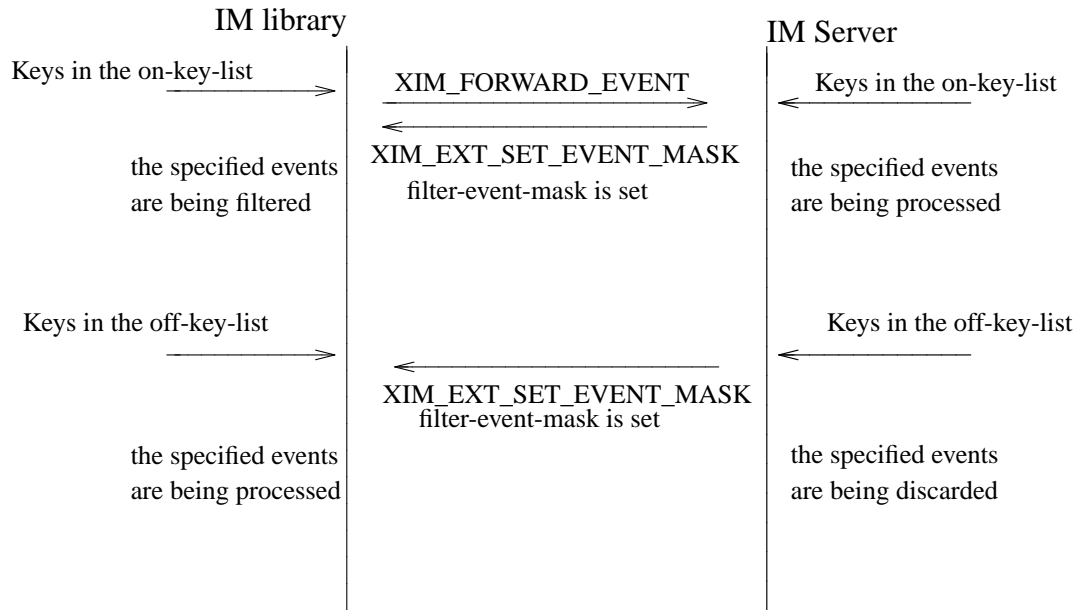 IM library
IM Server
Keys in the on-key-list
XIM_FORWARD_EVENT
Keys in the on-key-list
XIM_EXT_SET_EVENT_MASK
filter-event-mask is set
the specified events
are being filtered
the specified events
are being processed
Keys in the off-key-list
Keys in the off-key-list
XIM_EXT_SET_EVENT_MASK
filter-event-mask is set
the specified events
are being processed
the specified events
are being discarded